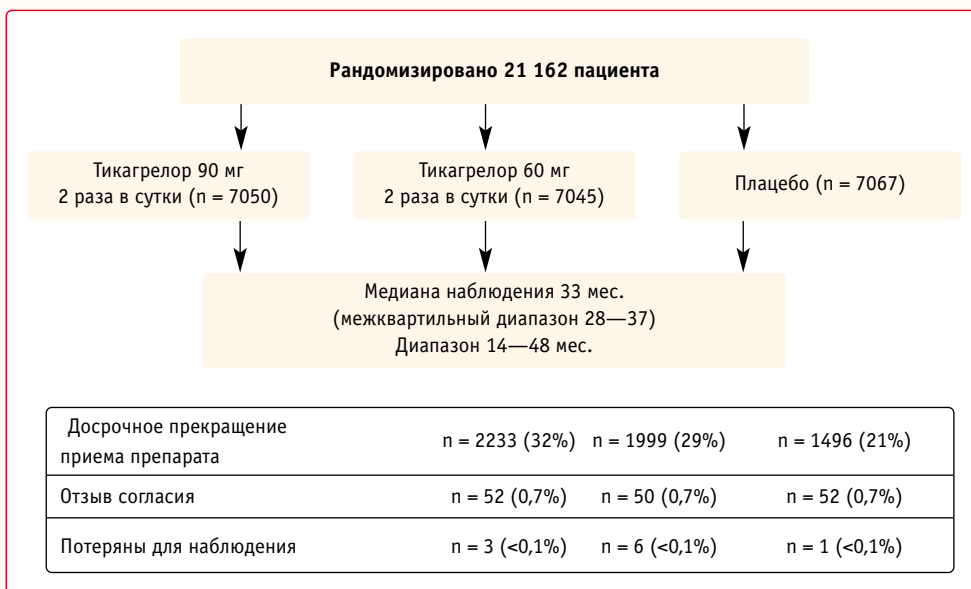 Рандомизировано 21 162 пациента
Тикагрелор 90 мг
2 раза в сутки (n = 7050)
Тикагрелор 60 мг
2 раза в сутки (n = 7045)
Плацебо (n = 7067)
Медиана наблюдения 33 мес.
(межквартильный диапазон 28—37)
Диапазон 14—48 мес.
Досрочное прекращение
приема препарата
n = 2233 (32%) n = 1999 (29%) n = 1496 (21%)
Отзыв согласия n = 52 (0,7%) n = 50 (0,7%) n = 52 (0,7%)
Потеряны для наблюдения n = 3 (<0,1%) n = 6 (<0,1%) n = 1 (<0,1%)